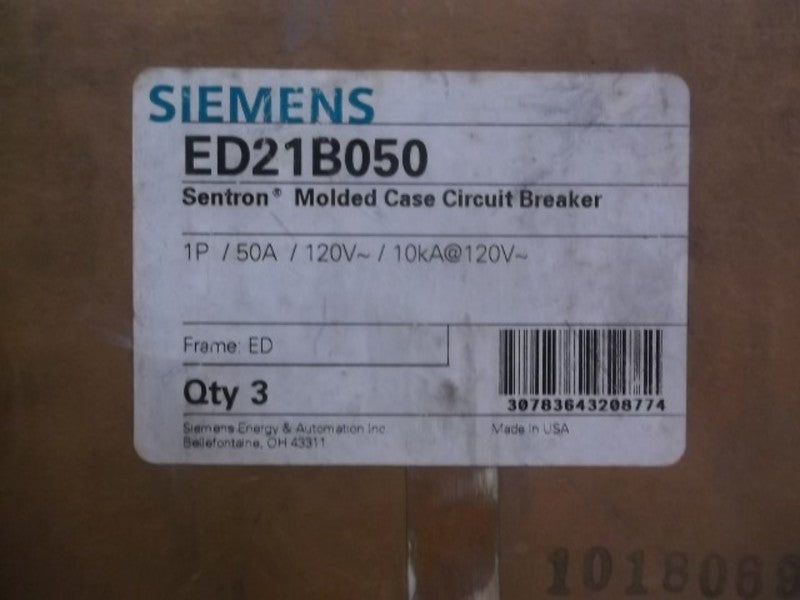 SIEMENS
ED21B050
Sentron® Molded Case Circuit Breaker
1P / 50A / 120V~ / 10kA@120V~
Frame: ED
Qty 3
30783643208774
Siemens Energy & Automation Inc.
Bellefontaine, OH 43311
Made in USA
1018069